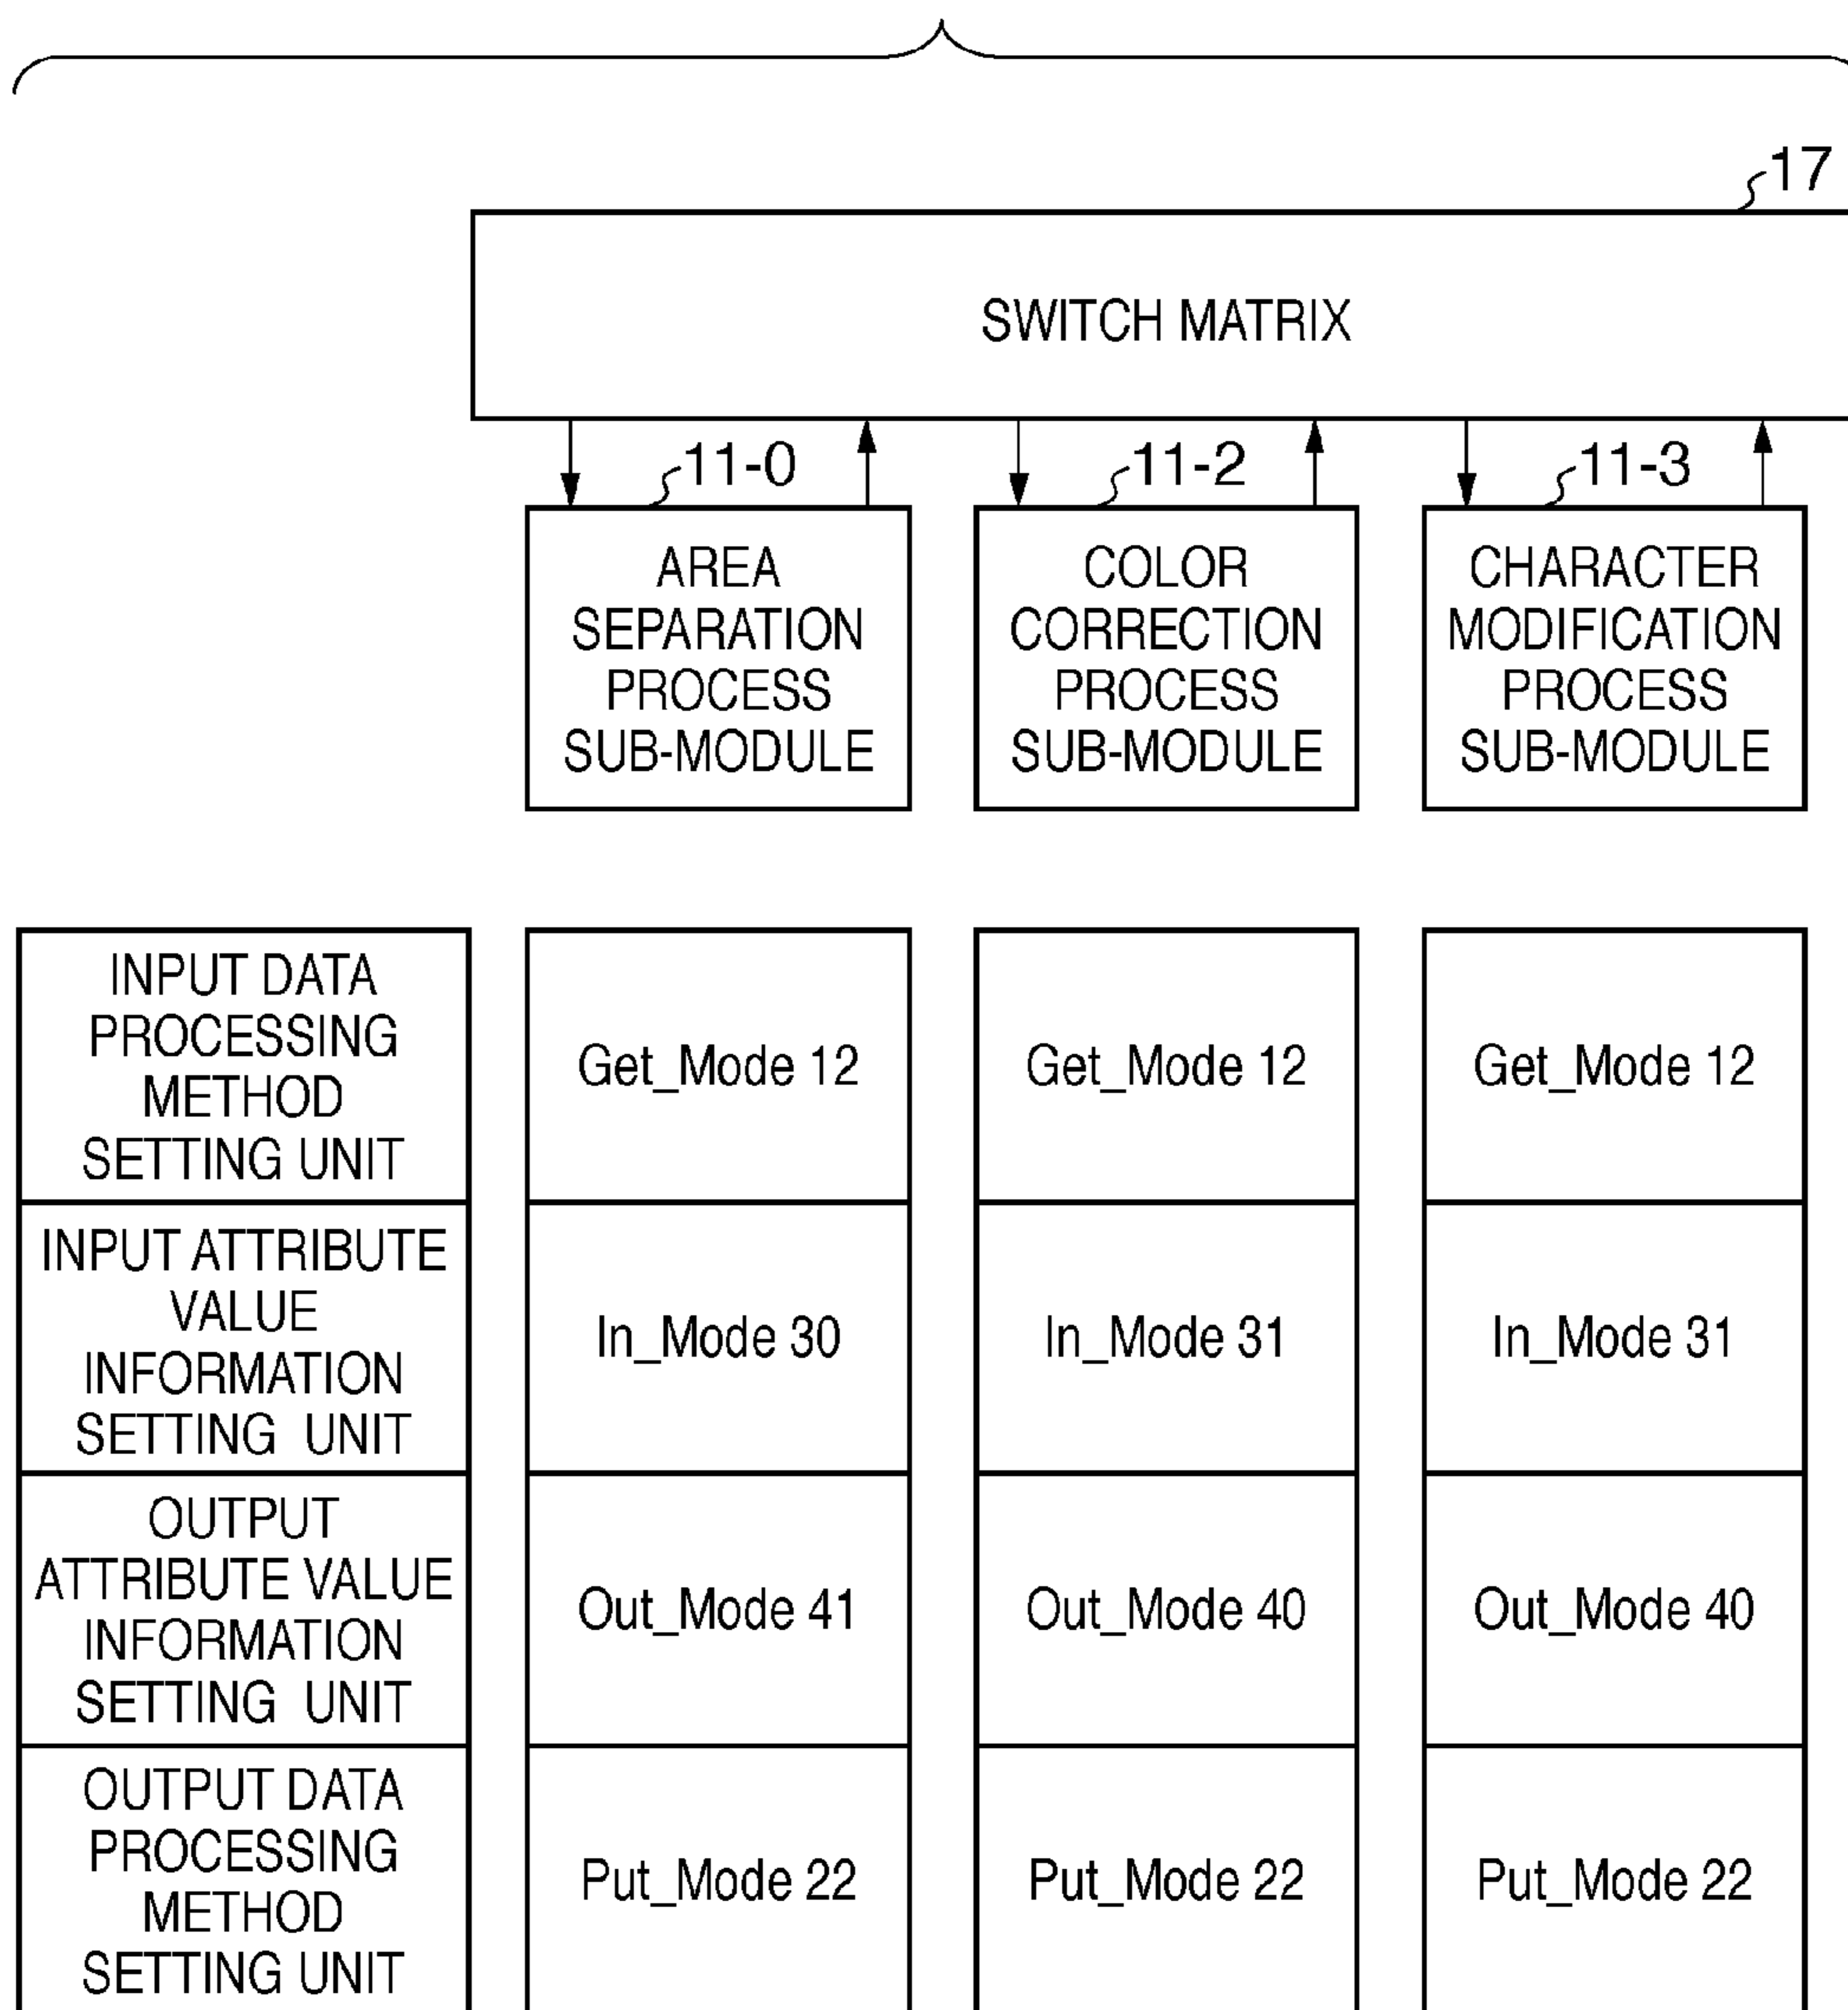 17
SWITCH MATRIX
11-0
11-2
11-3
AREA
SEPARATION
PROCESS
SUB-MODULE
COLOR
CORRECTION
PROCESS
SUB-MODULE
CHARACTER
MODIFICATION
PROCESS
SUB-MODULE
INPUT DATA
PROCESSING
METHOD
SETTING UNIT
Get_Mode 12
Get_Mode 12
Get_Mode 12
INPUT ATTRIBUTE
VALUE
INFORMATION
SETTING UNIT
In_Mode 30
In_Mode 31
In_Mode 31
OUTPUT
ATTRIBUTE VALUE
INFORMATION
SETTING UNIT
Out_Mode 41
Out_Mode 40
Out_Mode 40
OUTPUT DATA
PROCESSING
METHOD
SETTING UNIT
Put_Mode 22
Put_Mode 22
Put_Mode 22